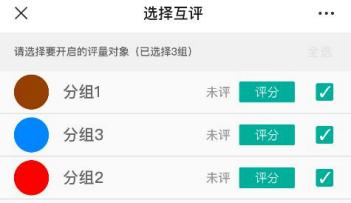 选择互评
请选择要开启的评量对象（已选择3组） 全选
分组1 未评 评分
分组3 未评 评分
分组2 未评 评分